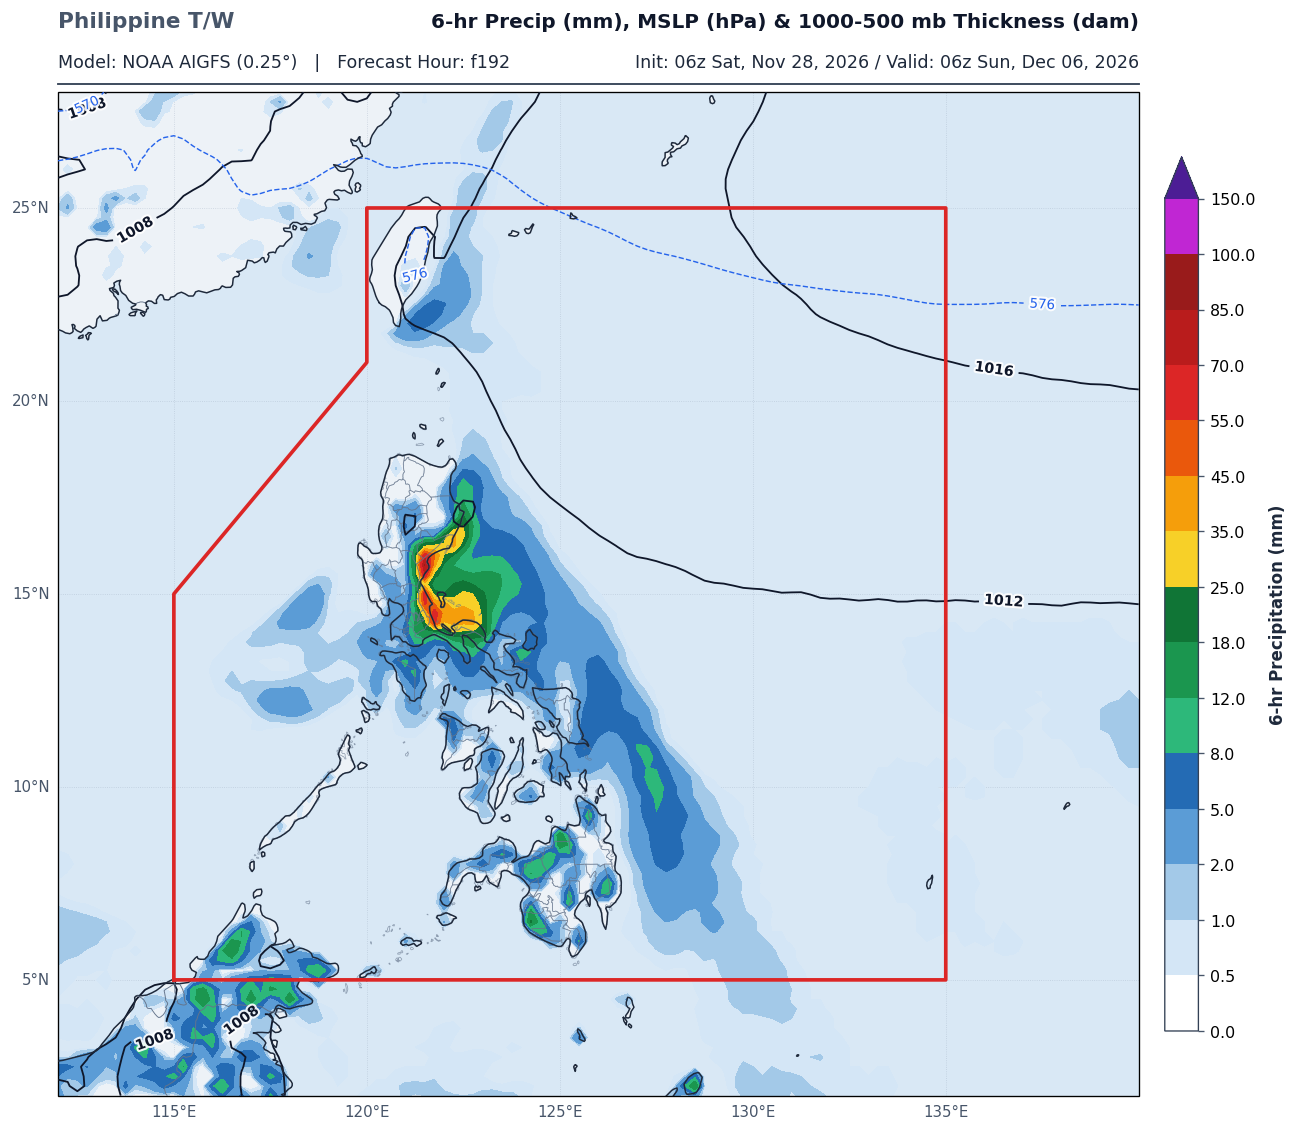 Philippine T/W
6-hr Precip (mm), MSLP (hPa) & 1000-500 mb Thickness (dam)
Model: NOAA AIGFS (0.25°) | Forecast Hour: f192
Init: 06z Sat, Nov 28, 2026 / Valid: 06z Sun, Dec 06, 2026
570
1008
576
576
1016
1012
1008
1008
25°N
20°N
15°N
10°N
5°N
115°E
120°E
125°E
130°E
135°E
150.0
100.0
85.0
70.0
55.0
45.0
35.0
25.0
18.0
12.0
8.0
5.0
2.0
1.0
0.5
0.0
6-hr Precipitation (mm)